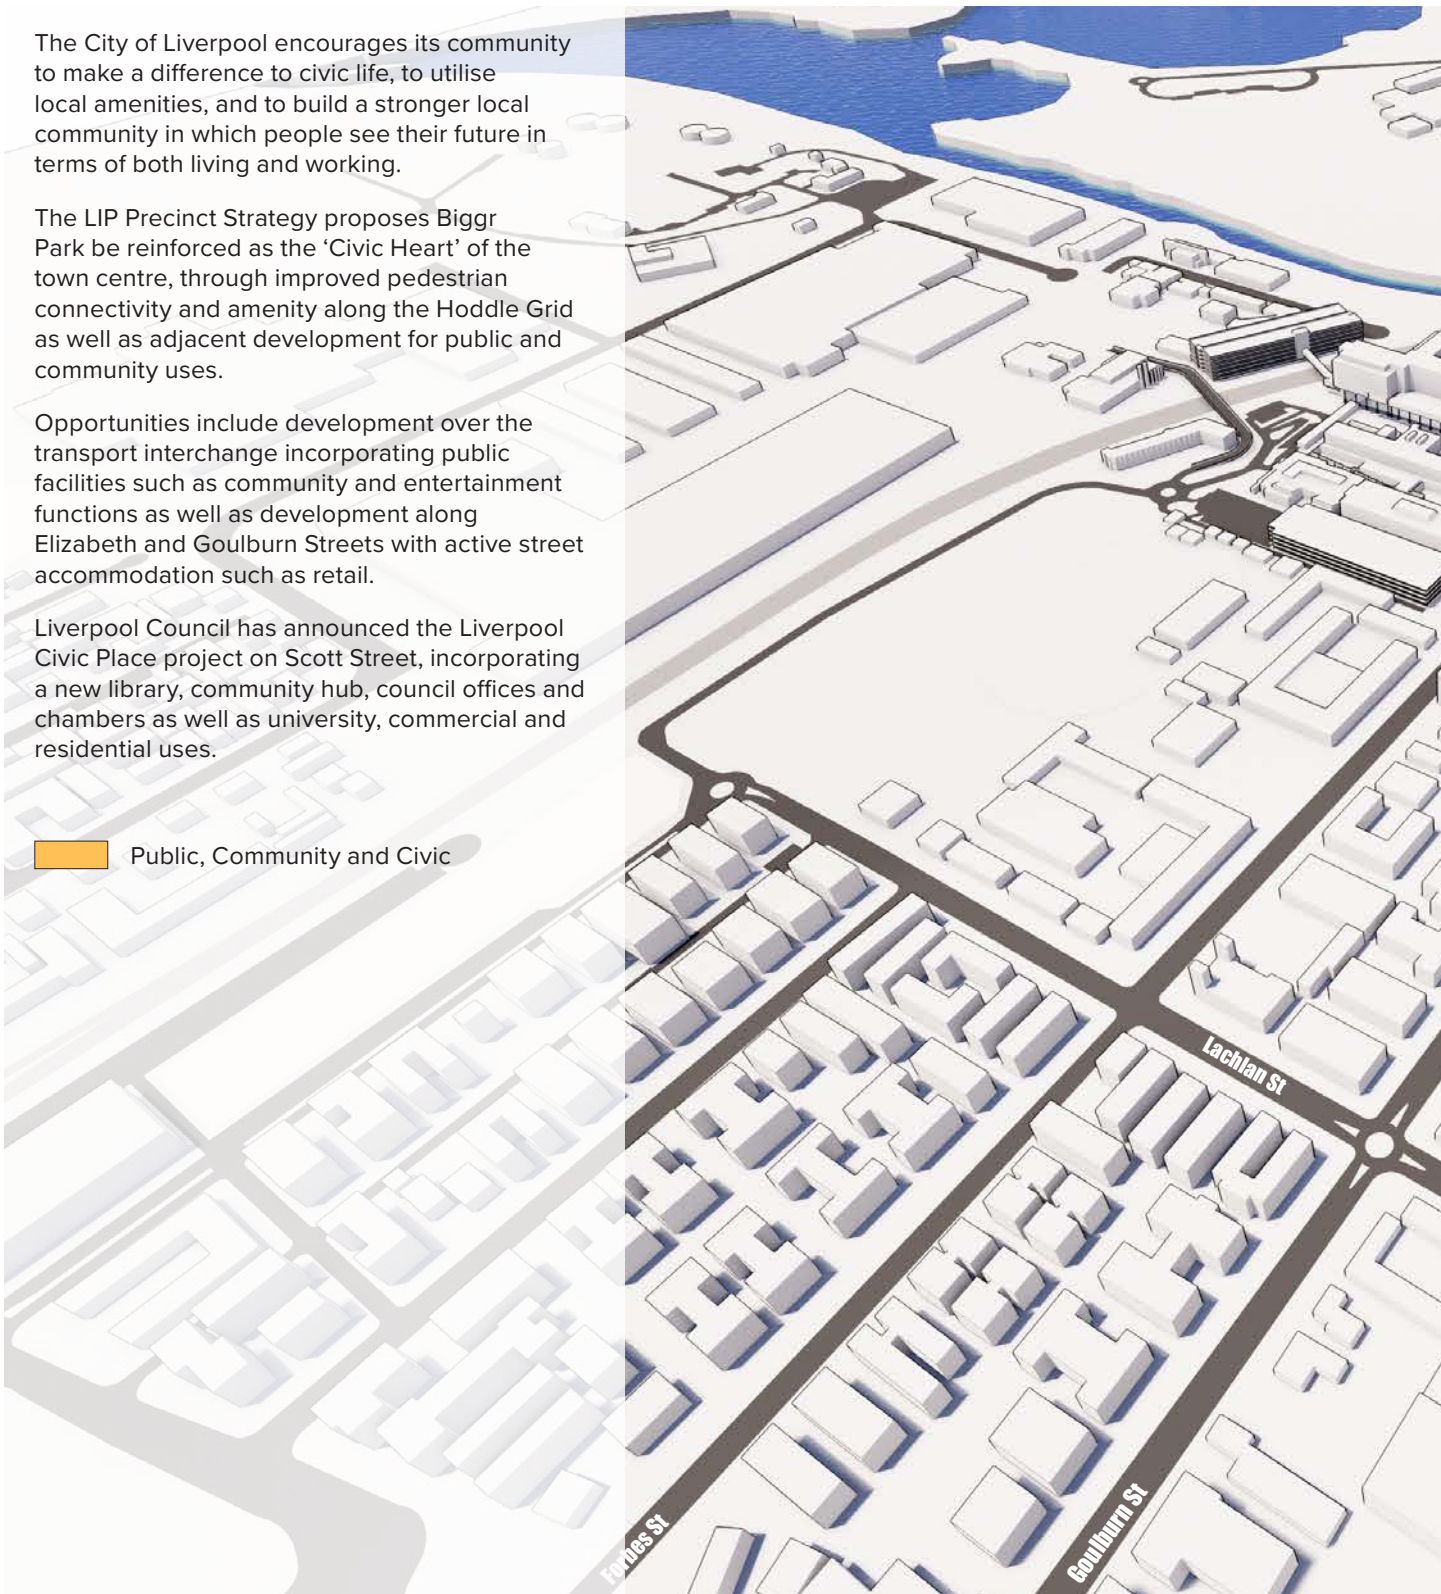 The City of Liverpool encourages its community
to make a difference to civic life, to utilise
local amenities, and to build a stronger local
community in which people see their future in
terms of both living and working.
The LIP Precinct Strategy proposes Biggr
Park be reinforced as the ‘Civic Heart’ of the
town centre, through improved pedestrian
connectivity and amenity along the Hoddle Grid
as well as adjacent development for public and
community uses.
Opportunities include development over the
transport interchange incorporating public
facilities such as community and entertainment
functions as well as development along
Elizabeth and Goulburn Streets with active street
accommodation such as retail.
Liverpool Council has announced the Liverpool
Civic Place project on Scott Street, incorporating
a new library, community hub, council offices and
chambers as well as university, commercial and
residential uses.
Public, Community and Civic
Lachlan St
Forbes St
Goulburn St